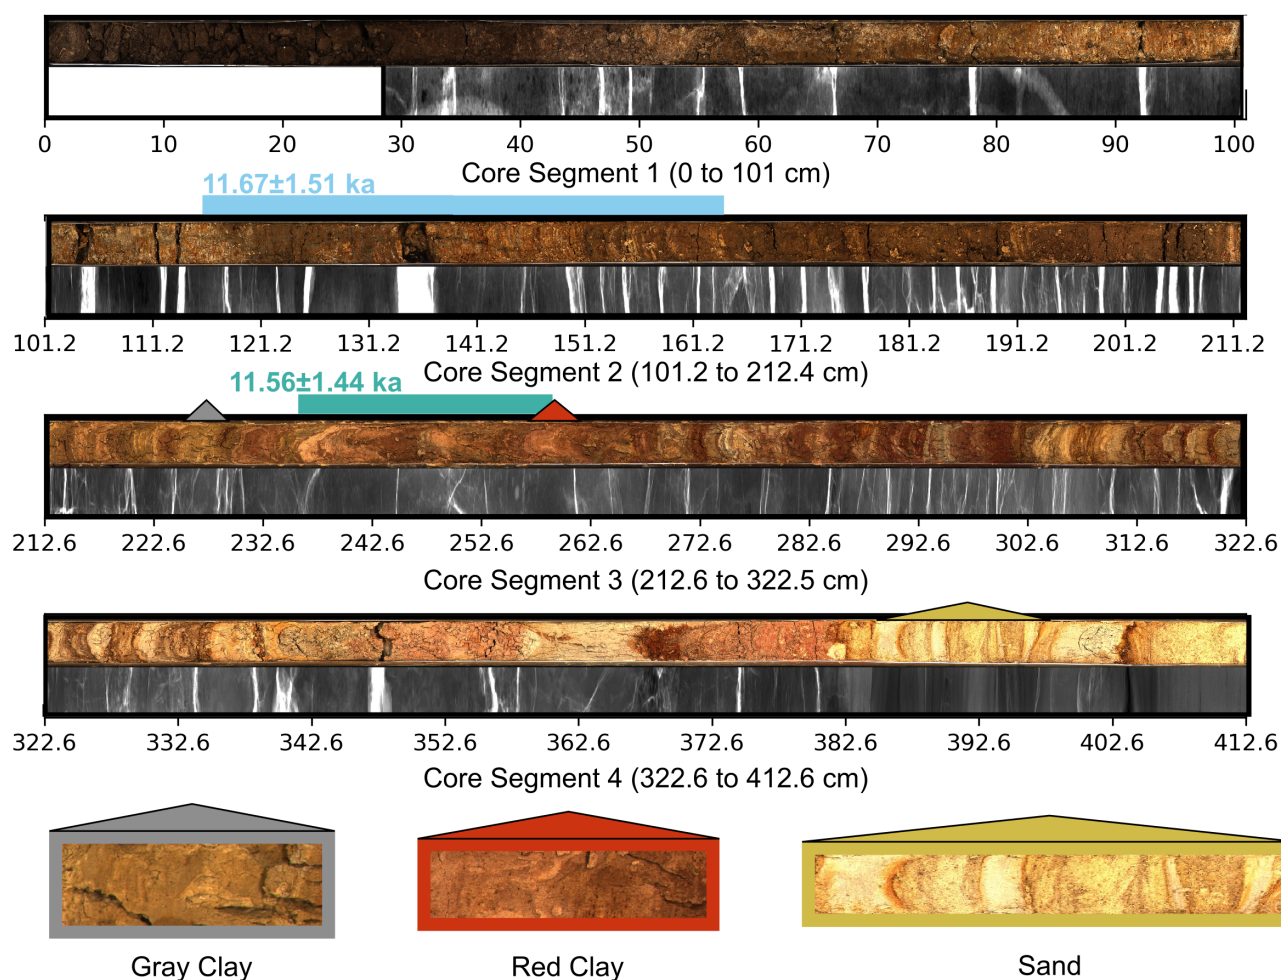 0 10 20 30 40 50 60 70 80 90 100
Core Segment 1 (0 to 101 cm)
11.67±1.51 ka
101.2 111.2 121.2 131.2 141.2 151.2 161.2 171.2 181.2 191.2 201.2 211.2
Core Segment 2 (101.2 to 212.4 cm)
11.56±1.44 ka
212.6 222.6 232.6 242.6 252.6 262.6 272.6 282.6 292.6 302.6 312.6 322.6
Core Segment 3 (212.6 to 322.5 cm)
322.6 332.6 342.6 352.6 362.6 372.6 382.6 392.6 402.6 412.6
Core Segment 4 (322.6 to 412.6 cm)
Gray Clay Red Clay Sand